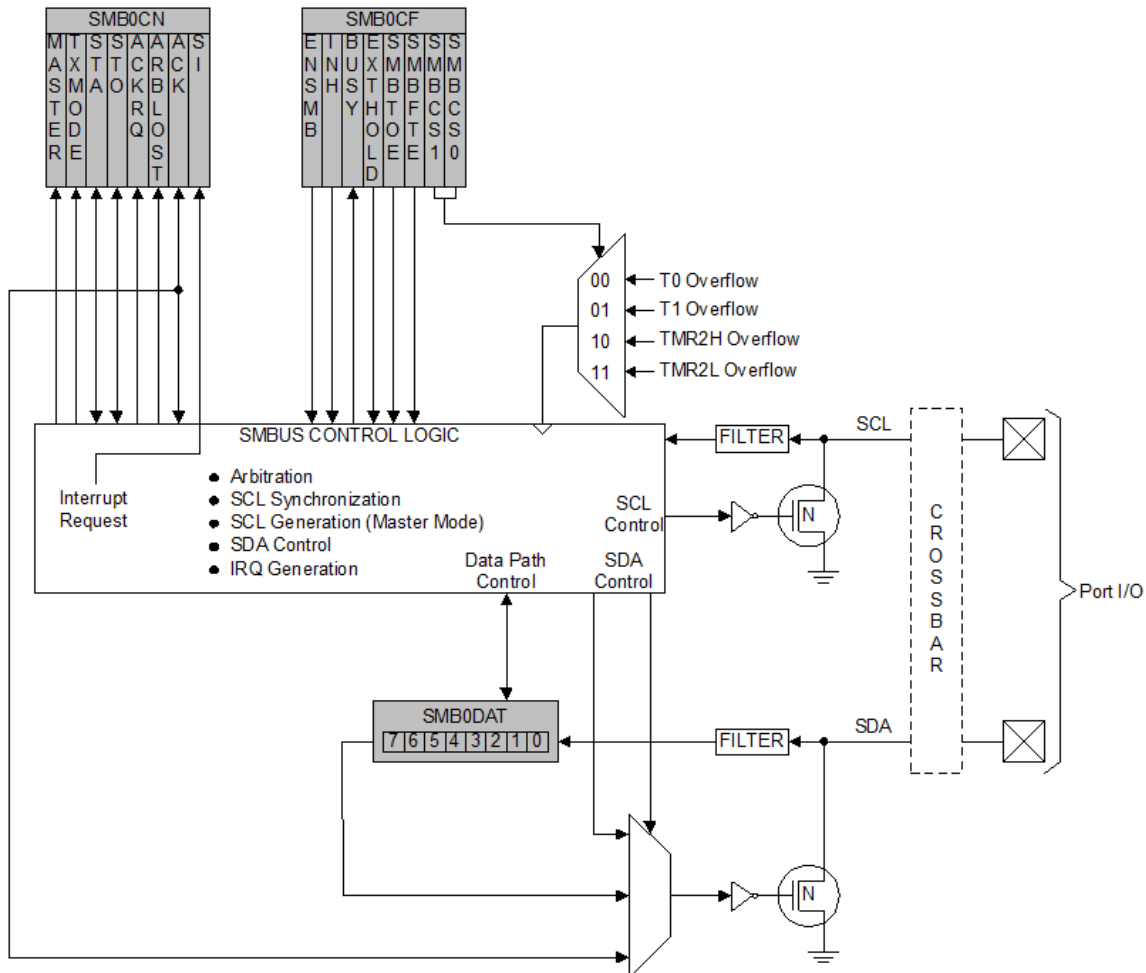 SMB0CN
MASTER
TXMODE
STA
STO
ACKRQ
ARBLOST
ACK
SI
SMB0CF
ENSMB
INH
BUSY
EXTHOLD
SMBTOE
SMBFTE
SMBCS1
SMBCS0
00 T0 Overflow
01 T1 Overflow
10 TMR2H Overflow
11 TMR2L Overflow
SMBUS CONTROL LOGIC
Interrupt
Request
● Arbitration
● SCL Synchronization
● SCL Generation (Master Mode)
● SDA Control
● IRQ Generation
SCL
Control
Data Path
Control
SDA
Control
FILTER
SCL
N
CROSSBAR
Port I/O
SMB0DAT
7 6 5 4 3 2 1 0
FILTER
SDA
N